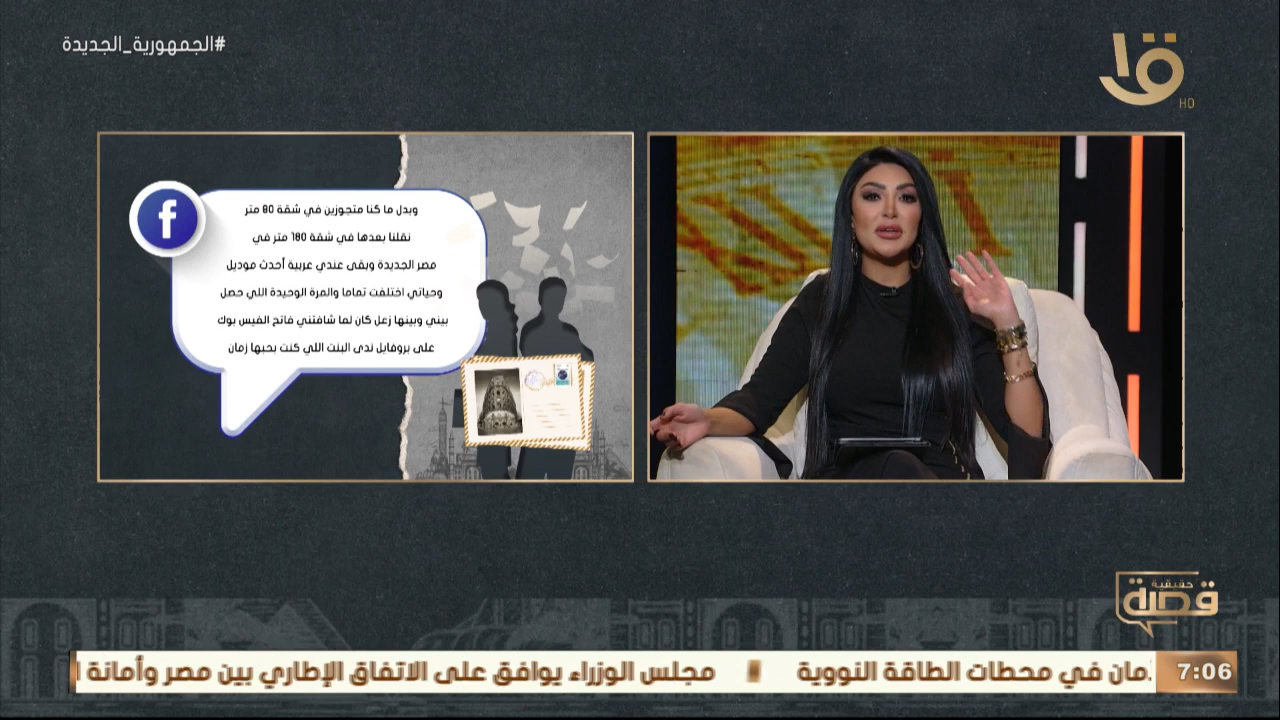 #الجمهورية_الجديدة
HD
وبدل ما كنا متجوزين في شقة 80 متر
نقلنا بعدها في شقة 180 متر في
مصر الجديدة وبقى عندي عربية أحدث موديل
وحياتي اختلفت تماما والمرة الوحيدة اللي حصل
بيني وبينها زعل كان لما شافتني فاتح الفيس بوك
على بروفايل ندى البنت اللي كنت بحبها زمان
قصة
حقيقية
في محطات الطاقة النووية
مجلس الوزراء يوافق على الاتفاق الإطاري بين مصر وأمانة
7:06